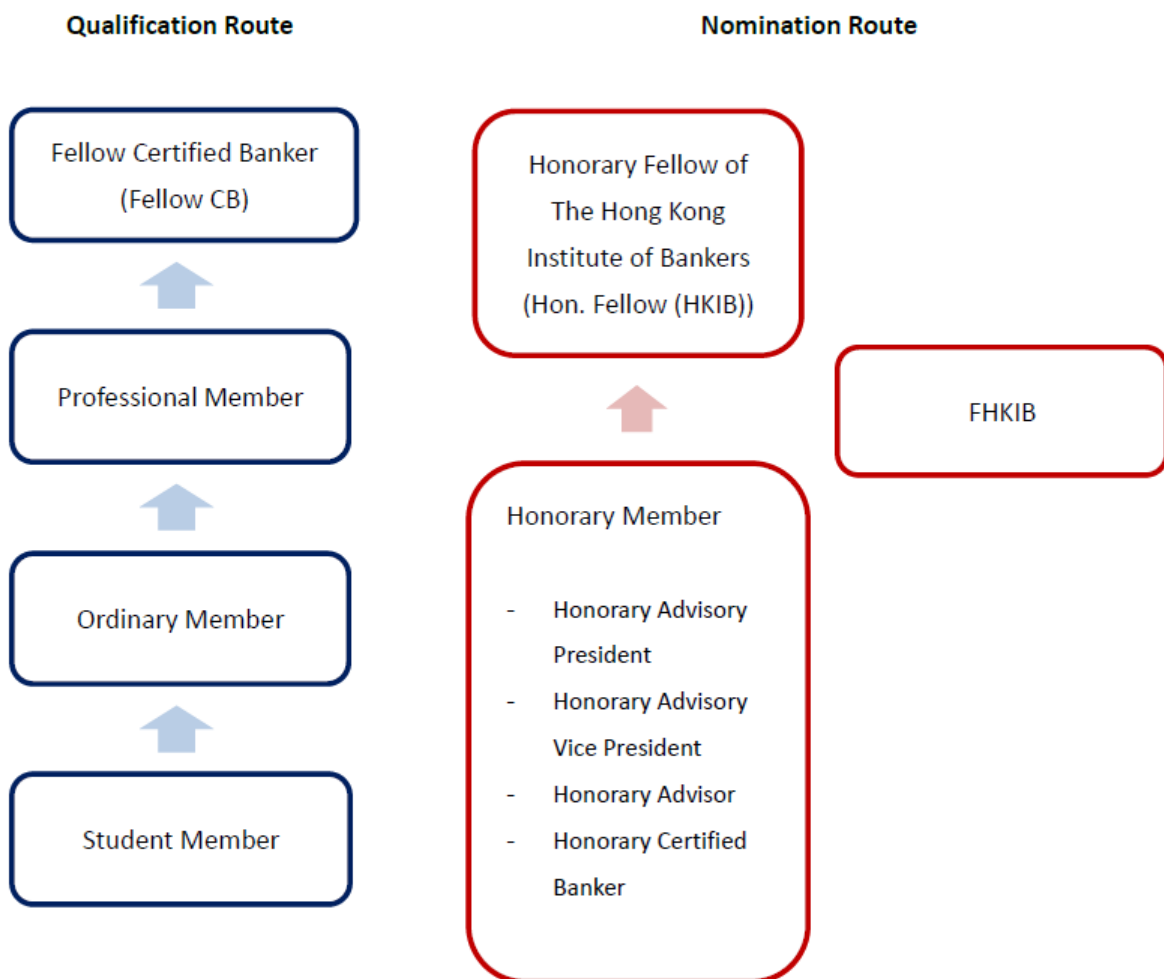 Qualification Route
Nomination Route
Fellow Certified Banker
(Fellow CB)
Professional Member
Ordinary Member
Student Member
Honorary Fellow of
The Hong Kong
Institute of Bankers
(Hon. Fellow (HKIB))
FHKIB
Honorary Member
- Honorary Advisory
President
- Honorary Advisory
Vice President
- Honorary Advisor
- Honorary Certified
Banker